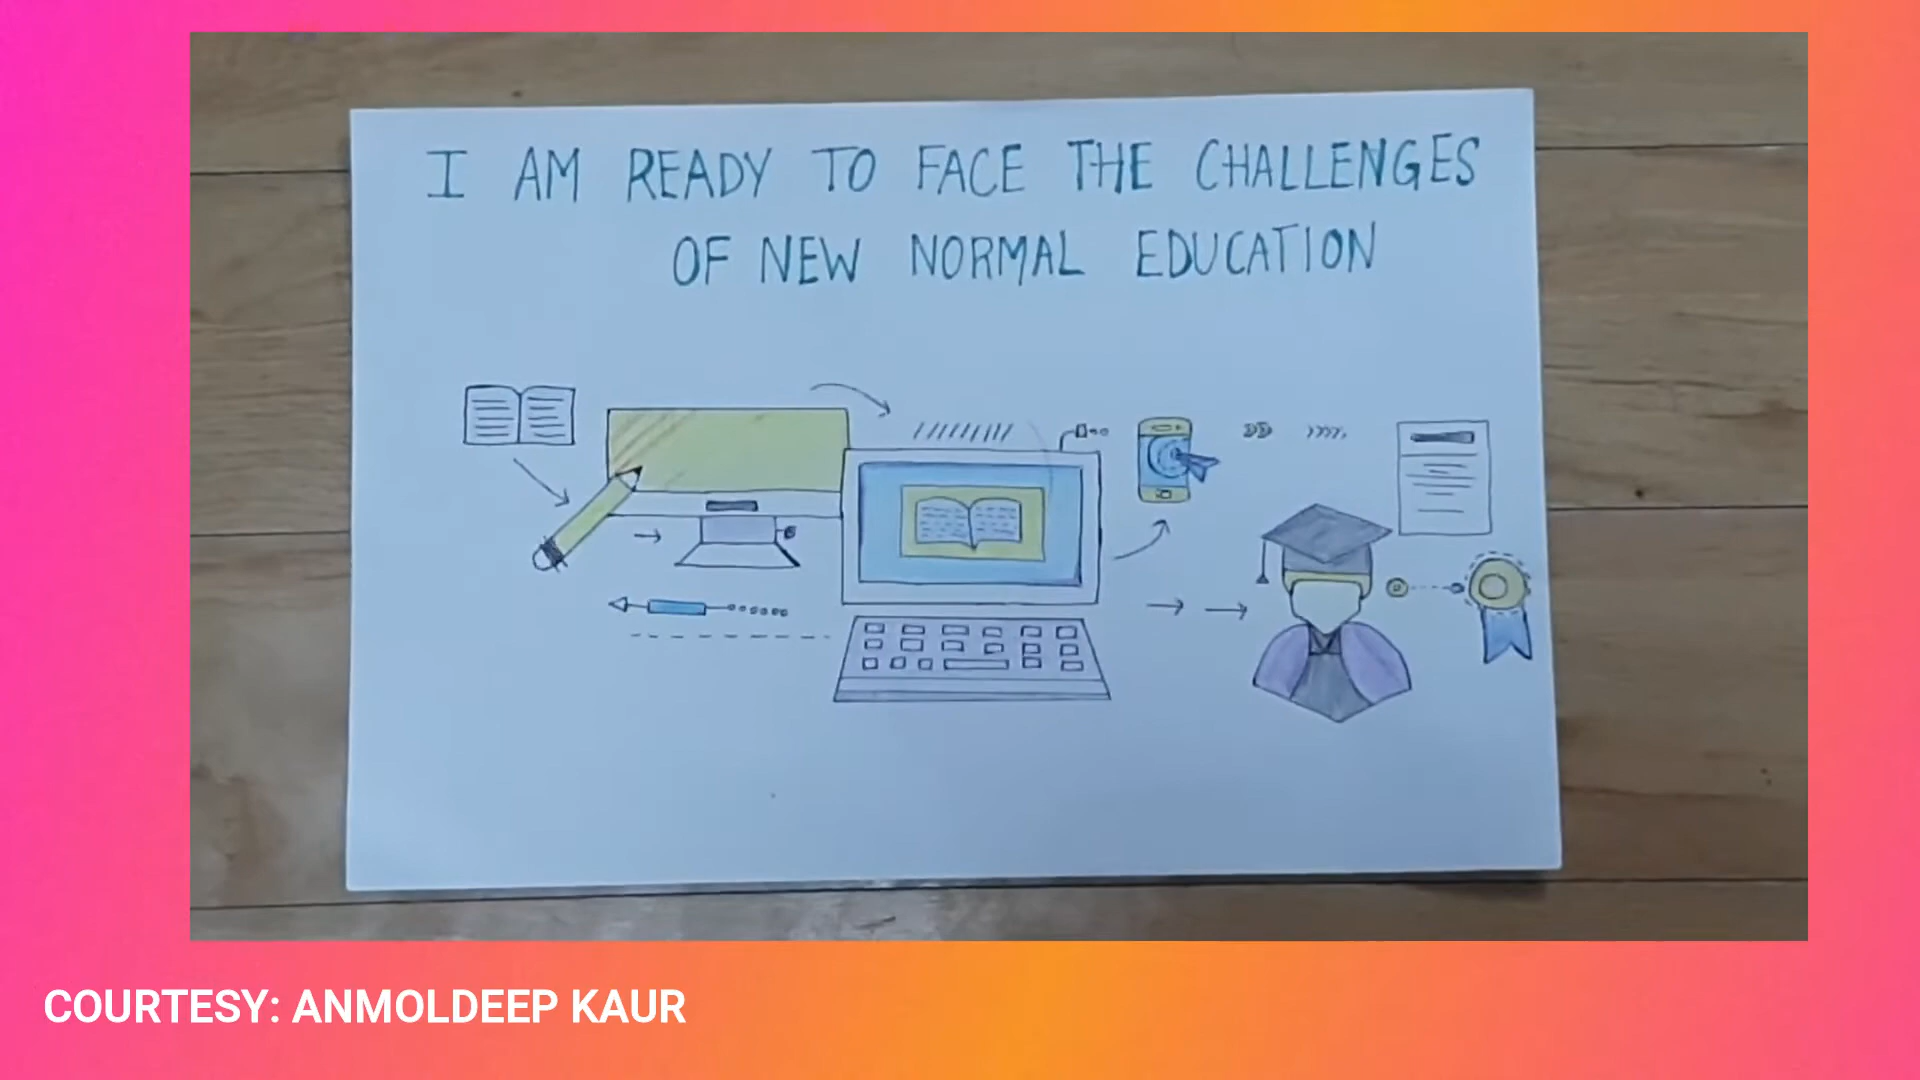 I AM READY TO FACE THE CHALLENGES
OF NEW NORMAL EDUCATION
COURTESY: ANMOLDEEP KAUR